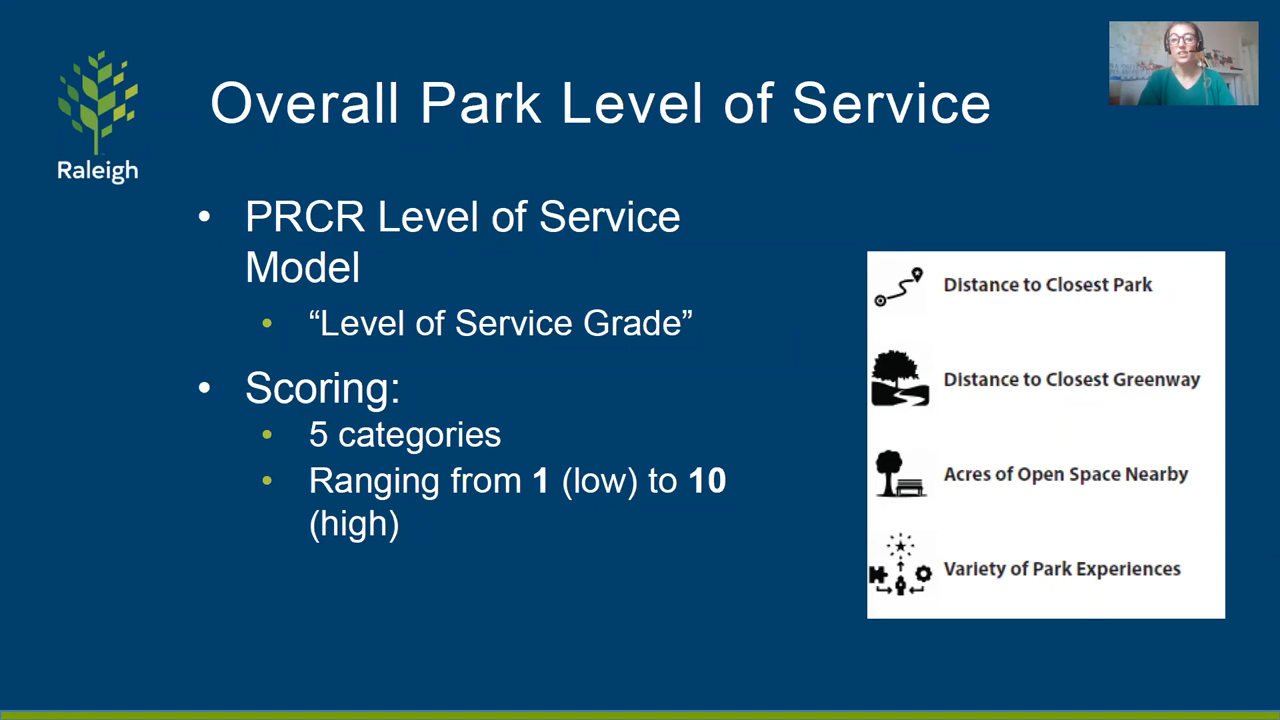 Raleigh
Overall Park Level of Service
• PRCR Level of Service
Model
• “Level of Service Grade”
• Scoring:
• 5 categories
• Ranging from 1 (low) to 10
(high)
Distance to Closest Park
Distance to Closest Greenway
Acres of Open Space Nearby
Variety of Park Experiences